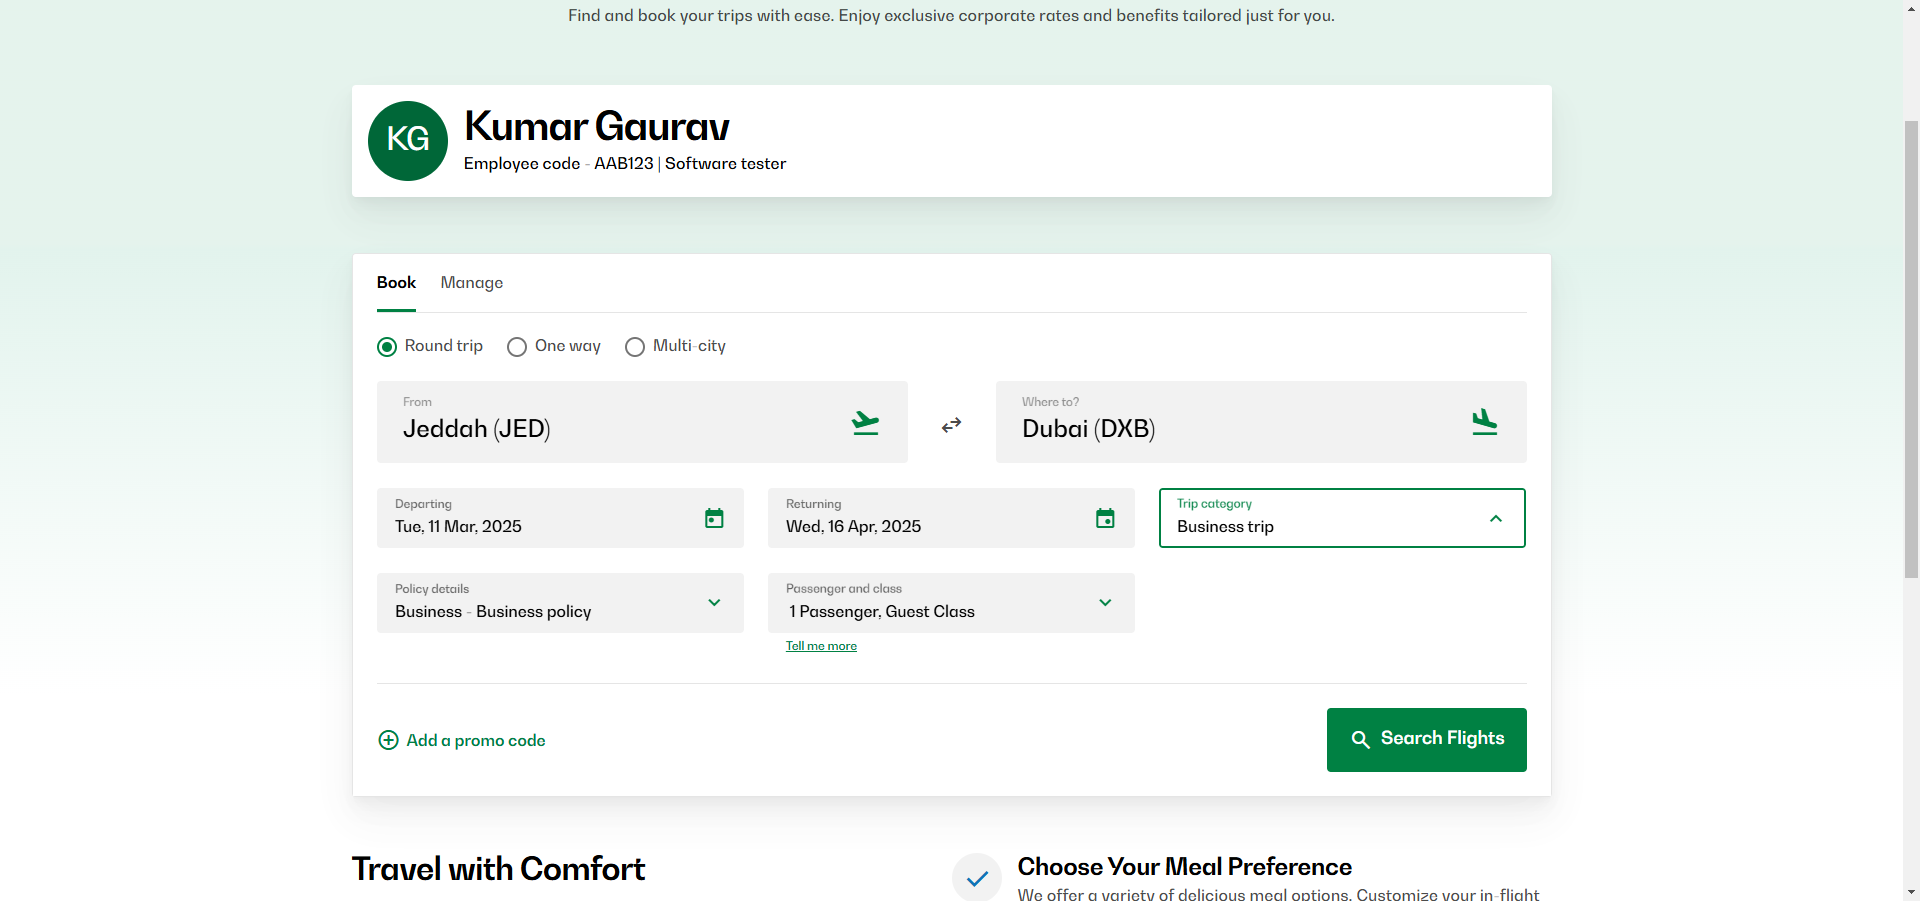 Find and book your trips with ease. Enjoy exclusive corporate rates and benefits tailored just for you.
KG
Kumar Gaurav
Employee code - AAB123 | Software tester
Book
Manage
Round trip
One way
Multi-city
From
Jeddah (JED)
Where to?
Dubai (DXB)
Departing
Tue, 11 Mar, 2025
Returning
Wed, 16 Apr, 2025
Trip category
Business trip
Policy details
Business - Business policy
Passenger and class
1 Passenger, Guest Class
Tell me more
Add a promo code
Search Flights
Travel with Comfort
Choose Your Meal Preference
We offer a variety of delicious meal options. Customize your in-flight